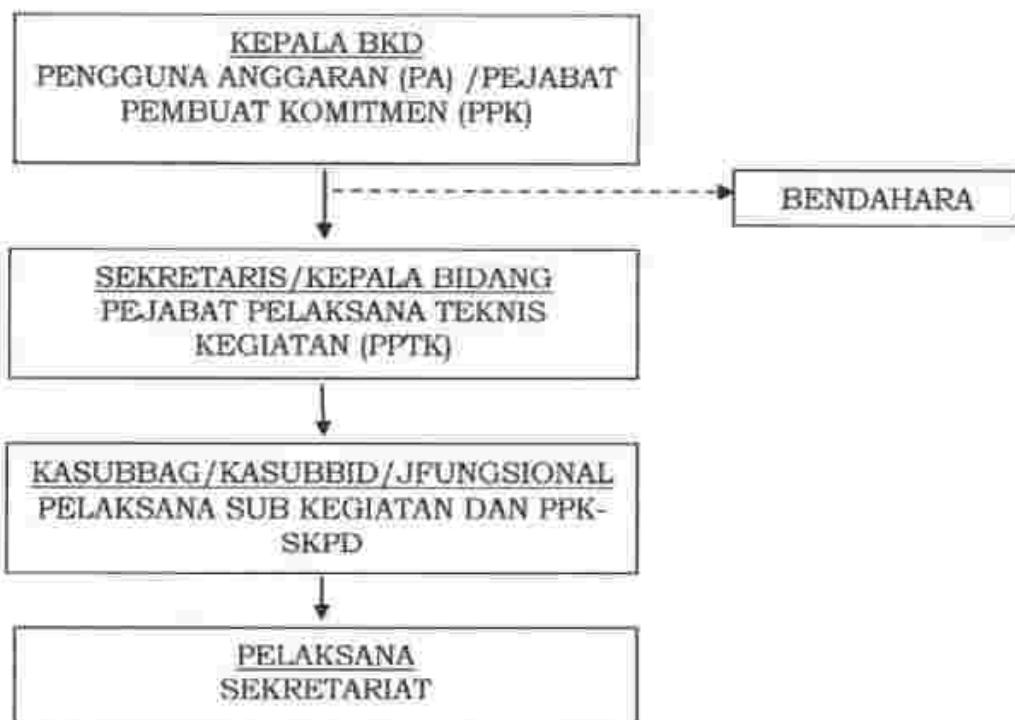 KEPALA BKD
PENGGUNA ANGGARAN (PA) /PEJABAT
PEMBUAT KOMITMEN (PPK)
BENDAHARA
SEKRETARIS/KEPALA BIDANG
PEJABAT PELAKSANA TEKNIS
KEGIATAN (PPTK)
KASUBBAG/KASUBBID/JFUNGSIONAL
PELAKSANA SUB KEGIATAN DAN PPK-
SKPD
PELAKSANA
SEKRETARIAT